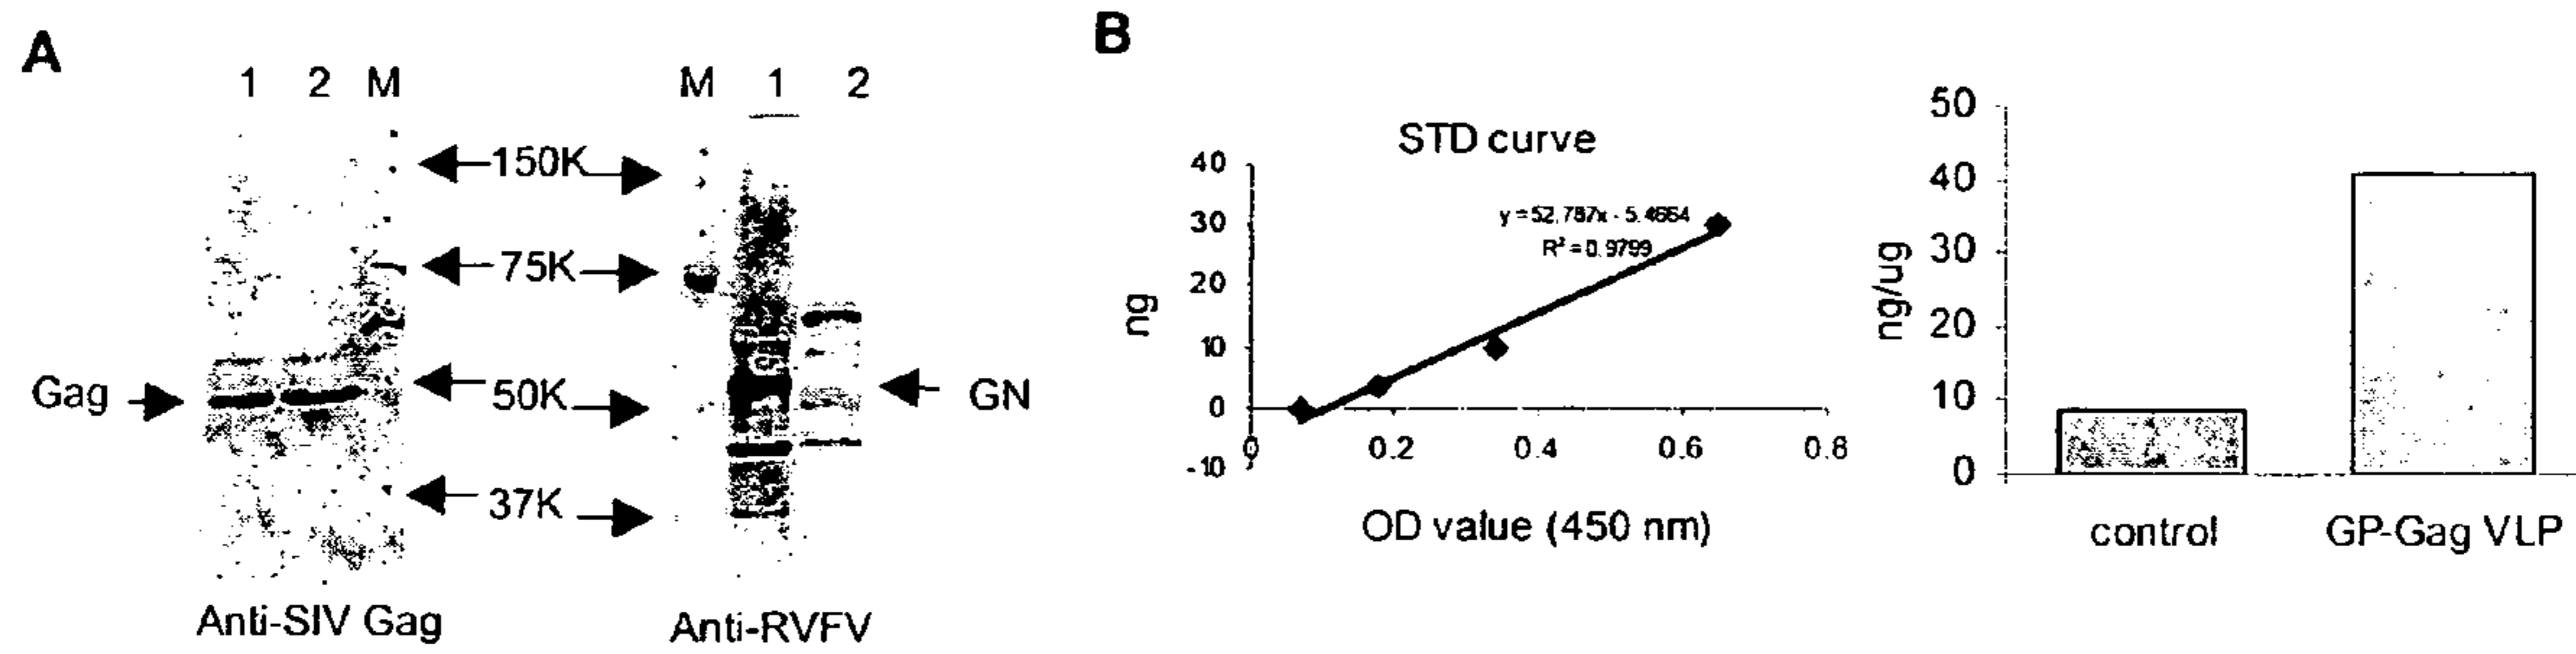 A
1 2 M
M 1 2
150K
75K
50K
37K
Gag
GN
Anti-SIV Gag
Anti-RVFV
B
STD curve
40
30
20
10
0
-10
ng
y = 52.787x - 5.4664
R² = 0.9799
0 0.2 0.4 0.6 0.8
OD value (450 nm)
50
40
30
20
10
0
ng/ug
control
GP-Gag VLP